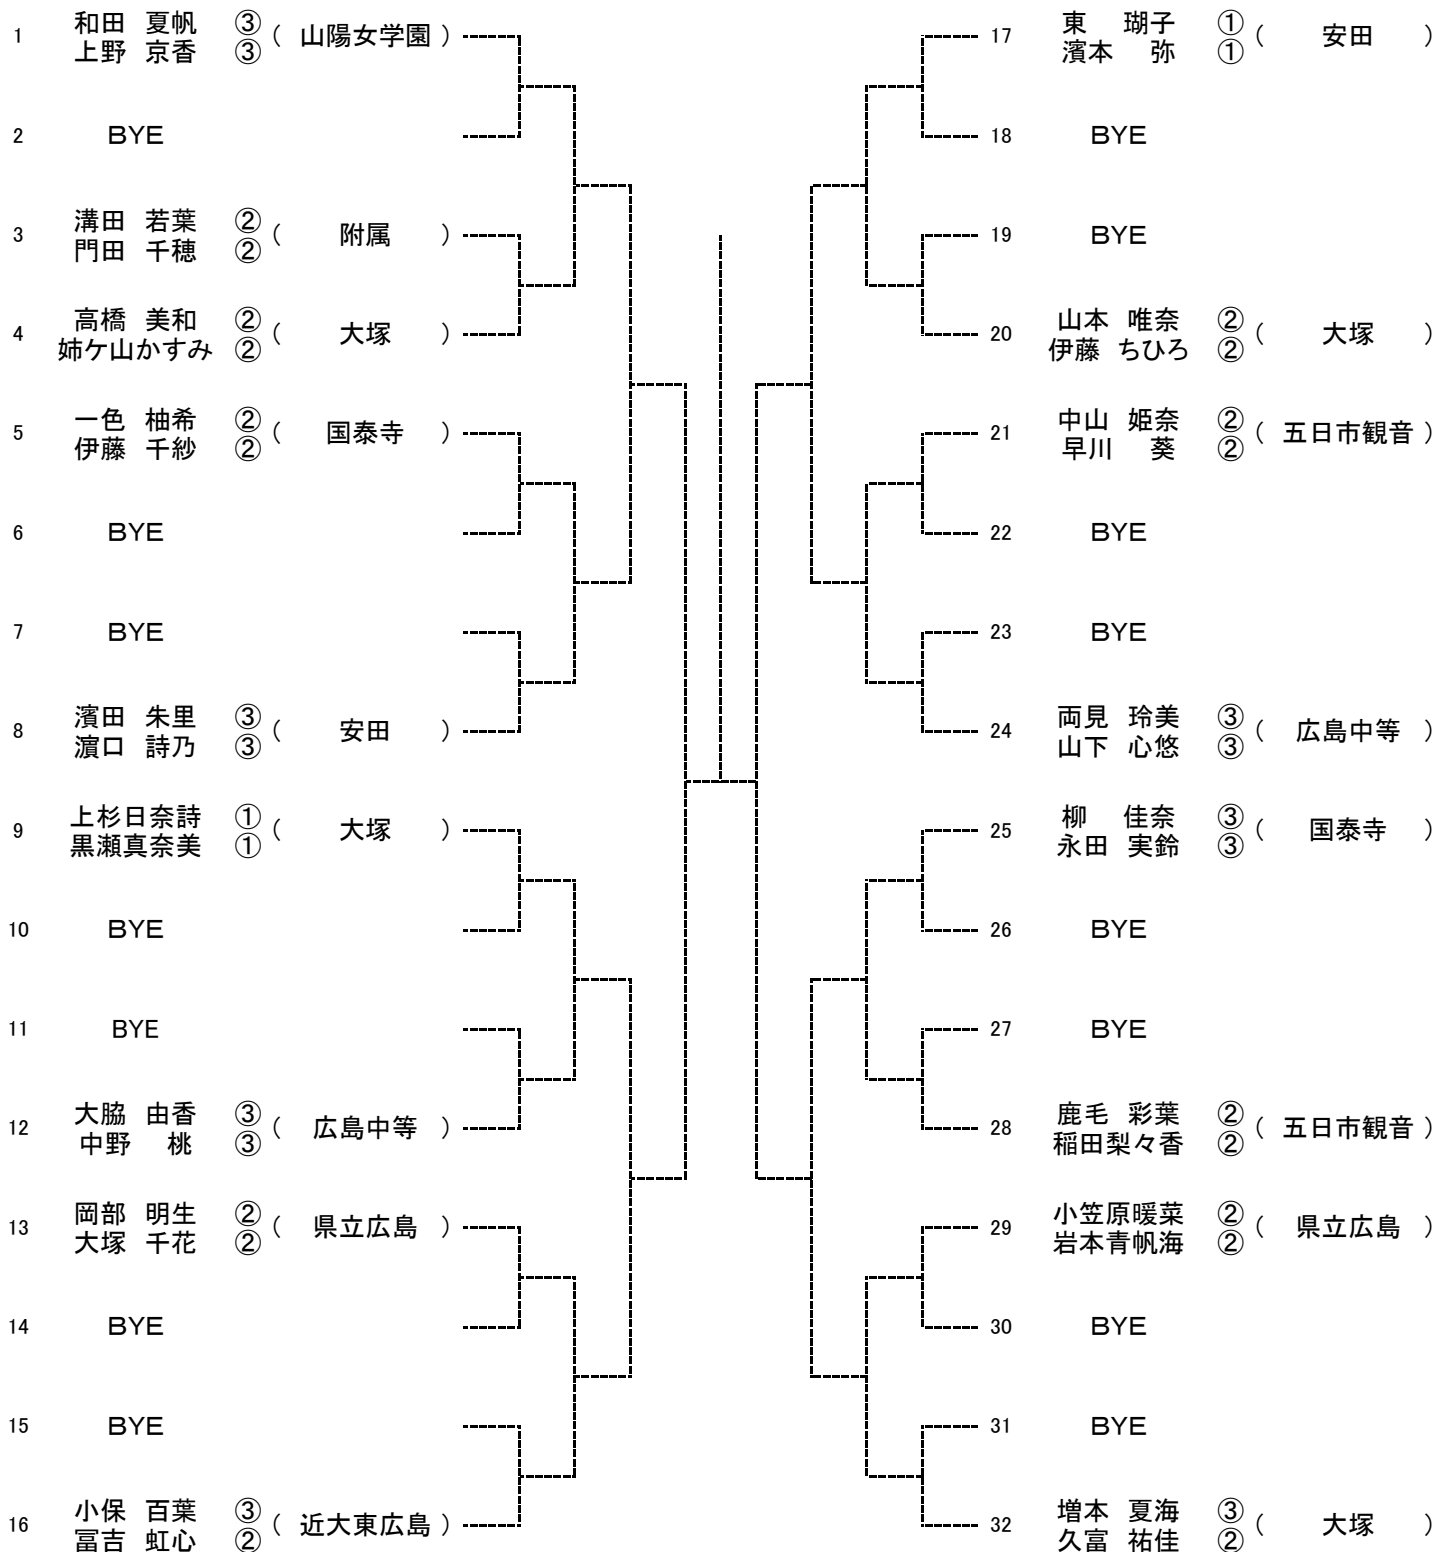 和田 夏帆 ③
1 ( 山陽女学園 )
上野 京香 ③
2 BYE
溝田 若葉 ②
3 ( 附属 )
門田 千穂 ②
高橋 美和 ②
4 ( 大塚 )
姉ケ山かすみ ②
一色 柚希 ②
5 ( 国泰寺 )
伊藤 千紗 ②
6 BYE
7 BYE
濱田 朱里 ③
8 ( 安田 )
濵口 詩乃 ③
上杉日奈詩 ①
9 ( 大塚 )
黒瀬真奈美 ①
10 BYE
11 BYE
大脇 由香 ③
12 ( 広島中等 )
中野 桃 ③
岡部 明生 ②
13 ( 県立広島 )
大塚 千花 ②
14 BYE
15 BYE
小保 百葉 ③
16 ( 近大東広島 )
冨吉 虹心 ②
東 瑚子 ①
17 ( 安田 )
濱本 弥 ①
18 BYE
19 BYE
山本 唯奈 ②
20 ( 大塚 )
伊藤 ちひろ ②
中山 姫奈 ②
21 ( 五日市観音 )
早川 葵 ②
22 BYE
23 BYE
両見 玲美 ③
24 ( 広島中等 )
山下 心悠 ③
柳 佳奈 ③
25 ( 国泰寺 )
永田 実鈴 ③
26 BYE
27 BYE
鹿毛 彩葉 ②
28 ( 五日市観音 )
稲田梨々香 ②
小笠原暖菜 ②
29 ( 県立広島 )
岩本青帆海 ②
30 BYE
31 BYE
増本 夏海 ③
32 ( 大塚 )
久富 祐佳 ②